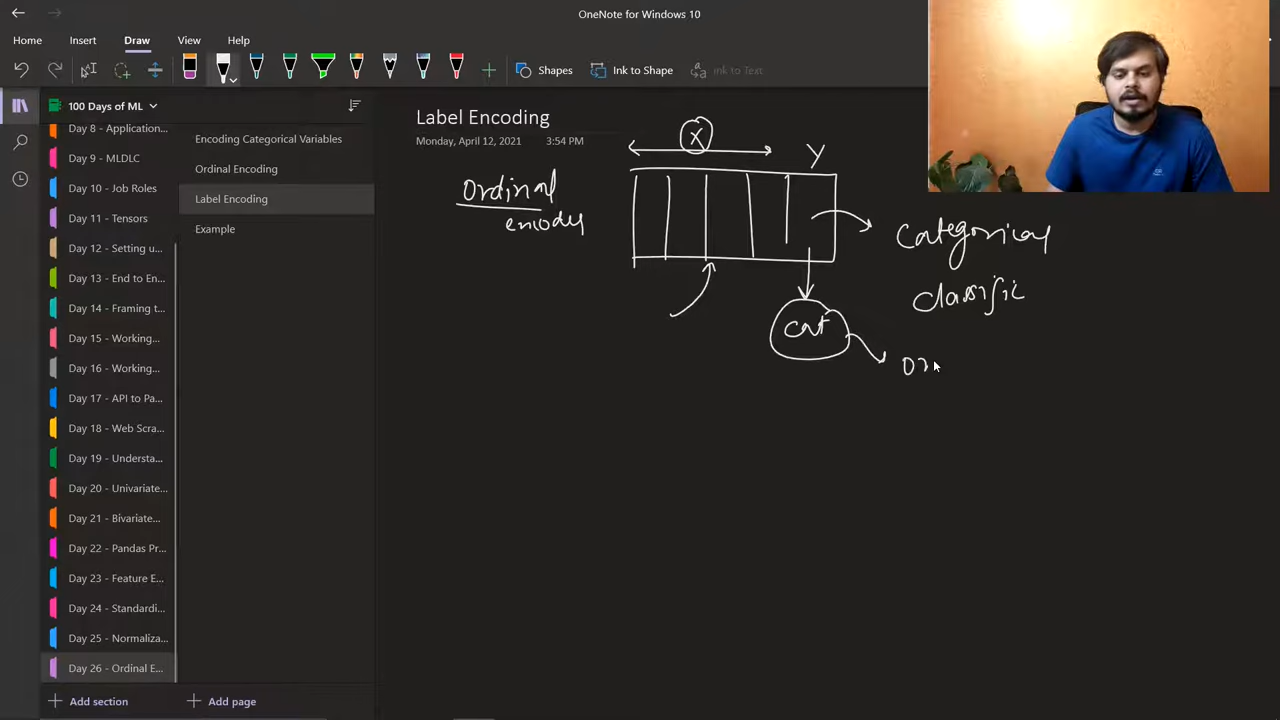 OneNote for Windows 10
Home Insert Draw View Help
Shapes Ink to Shape Ink to Text
100 Days of ML
Day 8 - Application...
Day 9 - MLDLC
Day 10 - Job Roles
Day 11 - Tensors
Day 12 - Setting u...
Day 13 - End to En...
Day 14 - Framing t...
Day 15 - Working...
Day 16 - Working...
Day 17 - API to Pa...
Day 18 - Web Scra...
Day 19 - Understa...
Day 20 - Univariate...
Day 21 - Bivariate...
Day 22 - Pandas Pr...
Day 23 - Feature E...
Day 24 - Standardi...
Day 25 - Normaliza...
Day 26 - Ordinal E...
Add section
Encoding Categorical Variables
Ordinal Encoding
Label Encoding
Example
Add page
Label Encoding
Monday, April 12, 2021 3:54 PM
X
Y
Ordinal
Categorical
classific
cat